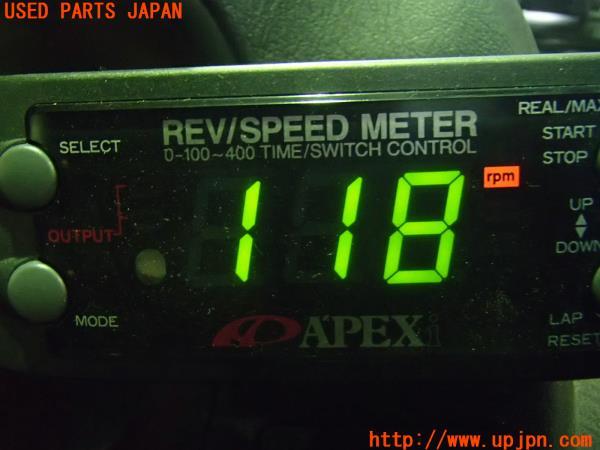 USED PARTS JAPAN
REV/SPEED METER
0-100~400 TIME/SWITCH CONTROL
SELECT
OUTPUT
MODE
118
rpm
REAL/MAX
START
STOP
UP
DOWN
LAP
RESET
A'PEXi
http://www.upjpn.com